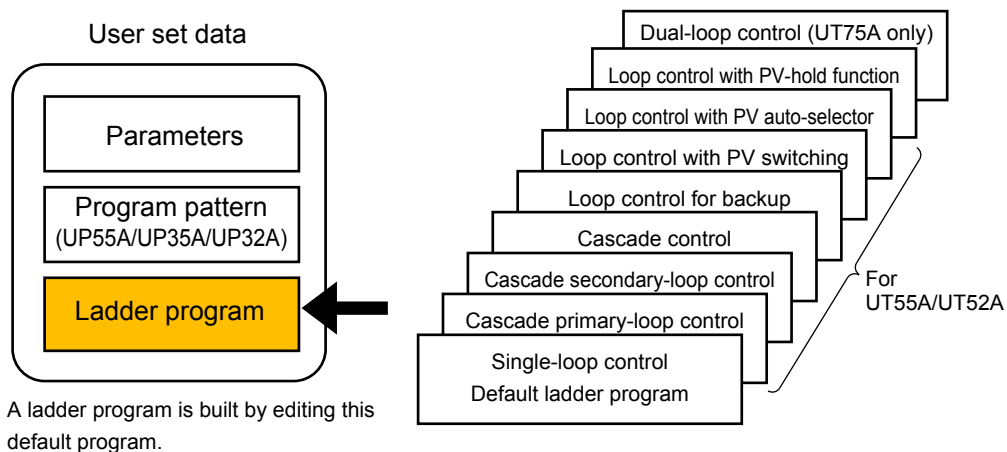 User set data
Parameters
Program pattern
(UP55A/UP35A/UP32A)
Ladder program
A ladder program is built by editing this
default program.
Dual-loop control (UT75A only)
Loop control with PV-hold function
Loop control with PV auto-selector
Loop control with PV switching
Loop control for backup
Cascade control
Cascade secondary-loop control
Cascade primary-loop control
Single-loop control
Default ladder program
For
UT55A/UT52A